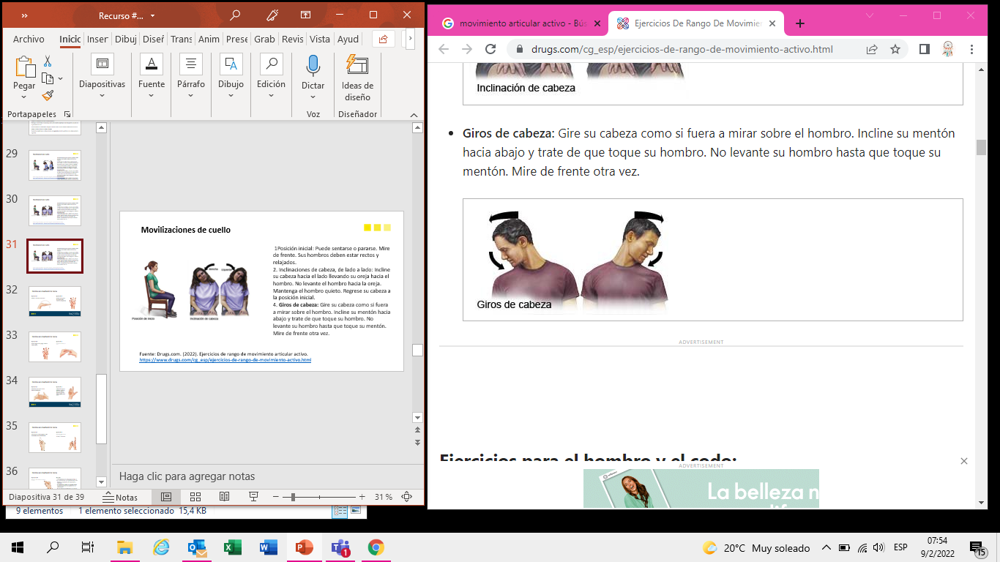 Recurso #...
Archivo Inicio Inser Dibuj Diseñ Trans Anim Prese Grab Revis Vista Ayud
Pegar
Diapositivas
Fuente
Párrafo
Dibujo
Edición
Dictar
Ideas de
diseño
Portapapeles
Voz
Diseñador
29
30
31
32
33
34
35
36
Movilizaciones de cuello
1Posición inicial: Puede sentarse o pararse. Mire
de frente. Sus hombros deben estar rectos y
relajados.
2. Inclinaciones de cabeza, de lado a lado: Incline
su cabeza hacia el lado llevando su oreja hacia el
hombro. No levante el hombro hacia la oreja.
Mantenga el hombro quieto. Regrese su cabeza a
la posición inicial.
4. Giros de cabeza: Gire su cabeza como si fuera
a mirar sobre el hombro. Incline su mentón hacia
abajo y trate de que toque su hombro. No
levante su hombro hasta que toque su mentón.
Mire de frente otra vez.
Posición de inicio
Inclinación de cabeza
Fuente: Drugs.com. (2022). Ejercicios de rango de movimiento articular activo.
https://www.drugs.com/cg_esp/ejercicios-de-rango-de-movimiento-activo.html
Haga clic para agregar notas
Diapositiva 31 de 39
Notas
31 %
9 elementos
1 elemento seleccionado 15,4 KB
movimiento articular activo - Bús
Ejercicios De Rango De Movimier
drugs.com/cg_esp/ejercicios-de-rango-de-movimiento-activo.html
Inclinación de cabeza
• Giros de cabeza: Gire su cabeza como si fuera a mirar sobre el hombro. Incline su mentón
hacia abajo y trate de que toque su hombro. No levante su hombro hasta que toque su
mentón. Mire de frente otra vez.
Giros de cabeza
ADVERTISEMENT
Ejercicios para el hombro y el codo:
ADVERTISEMENT
La belleza n
20°C Muy soleado
ESP
07:54
9/2/2022
15
1